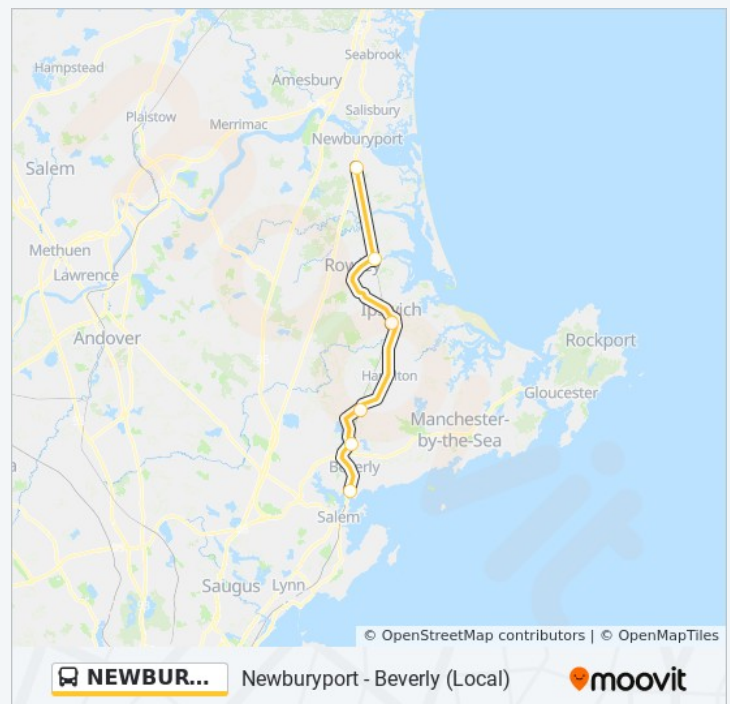 Seabrook
Hampstead
Amesbury
Plaistow
Salisbury
Merrimac
Newburyport
Salem
Methuen
Rowley
Lawrence
Ipswich
Andover
Rockport
Hamilton
Gloucester
Manchester-
by-the-Sea
Beverly
Salem
Saugus
Lynn
© OpenStreetMap contributors | © OpenMapTiles
NEWBUR...
Newburyport - Beverly (Local)
moovit